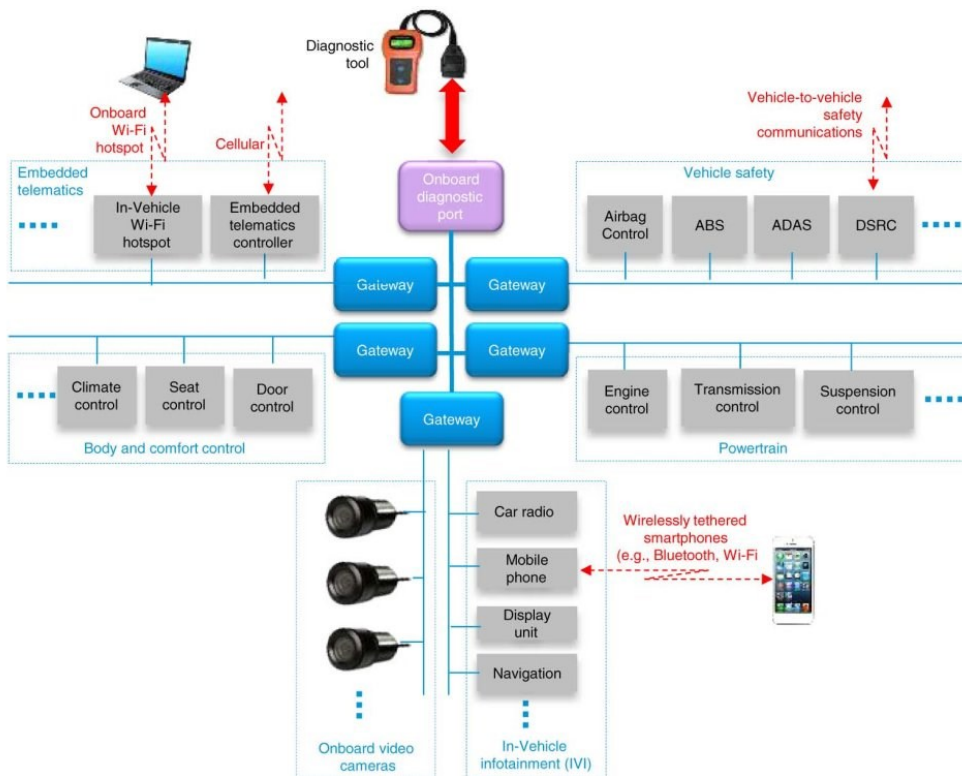 Diagnostic
tool
Onboard
Wi-Fi
hotspot
Cellular
Vehicle-to-vehicle
safety
communications
Embedded
telematics
In-Vehicle
Wi-Fi
hotspot
Embedded
telematics
controller
Onboard
diagnostic
port
Vehicle safety
Airbag
Control
ABS
ADAS
DSRC
Gateway
Gateway
Gateway
Gateway
Climate
control
Seat
control
Door
control
Body and comfort control
Gateway
Engine
control
Transmission
control
Suspension
control
Powertrain
Car radio
Mobile
phone
Display
unit
Navigation
Wirelessly tethered
smartphones
(e.g., Bluetooth, Wi-Fi
Onboard video
cameras
In-Vehicle
infotainment (IVI)